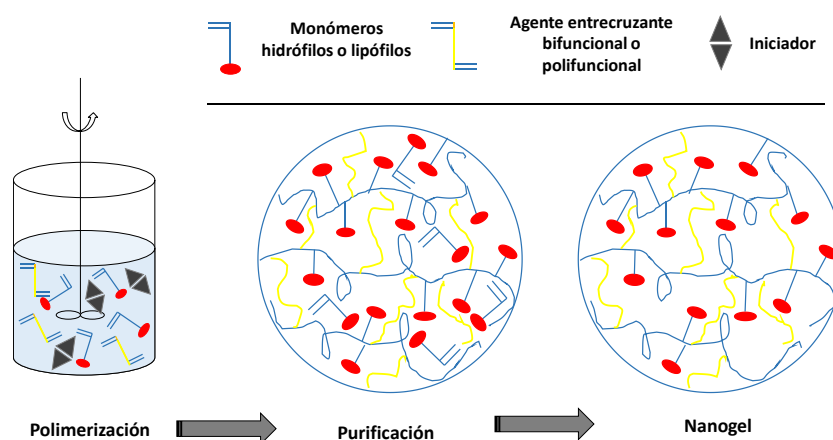 Monómeros
hidrófilos o lipófilos
Agente entrecruzante
bifuncional o
polifuncional
Iniciador
Polimerización
Purificación
Nanogel